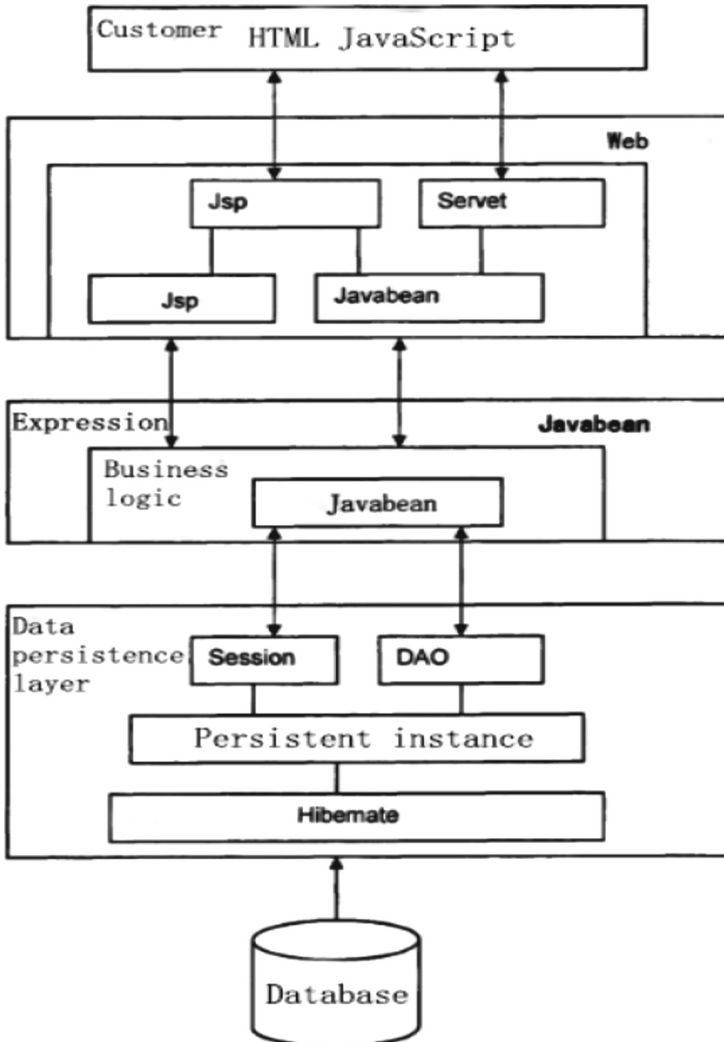 Customer HTML JavaScript
Web
Jsp Servet
Jsp Javabean
Expression Javabean
Business
logic
Javabean
Data
persistence
layer
Session DAO
Persistent instance
Hibemate
Database